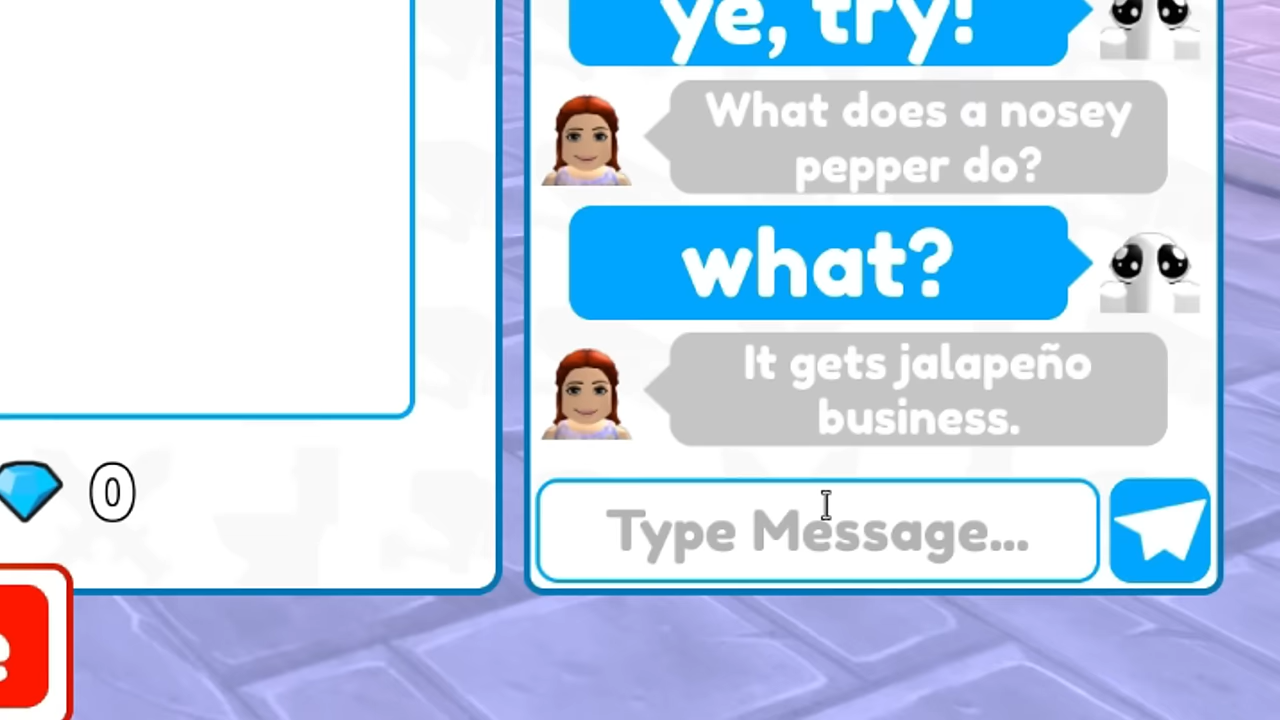 ye, try!
What does a nosey
pepper do?
what?
It gets jalapeño
business.
0
Type Message...
e